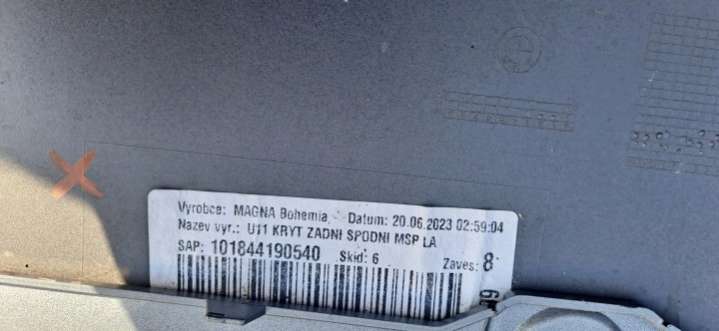 Vyrobce: MAGNA Bohemia, Datum: 20.06.2023 02:59:04
Nazev vyr.: U11 KRYT ZADNI SPODNI MSP LA
SAP: 101844190540 Skid: 6 Zaves: 8